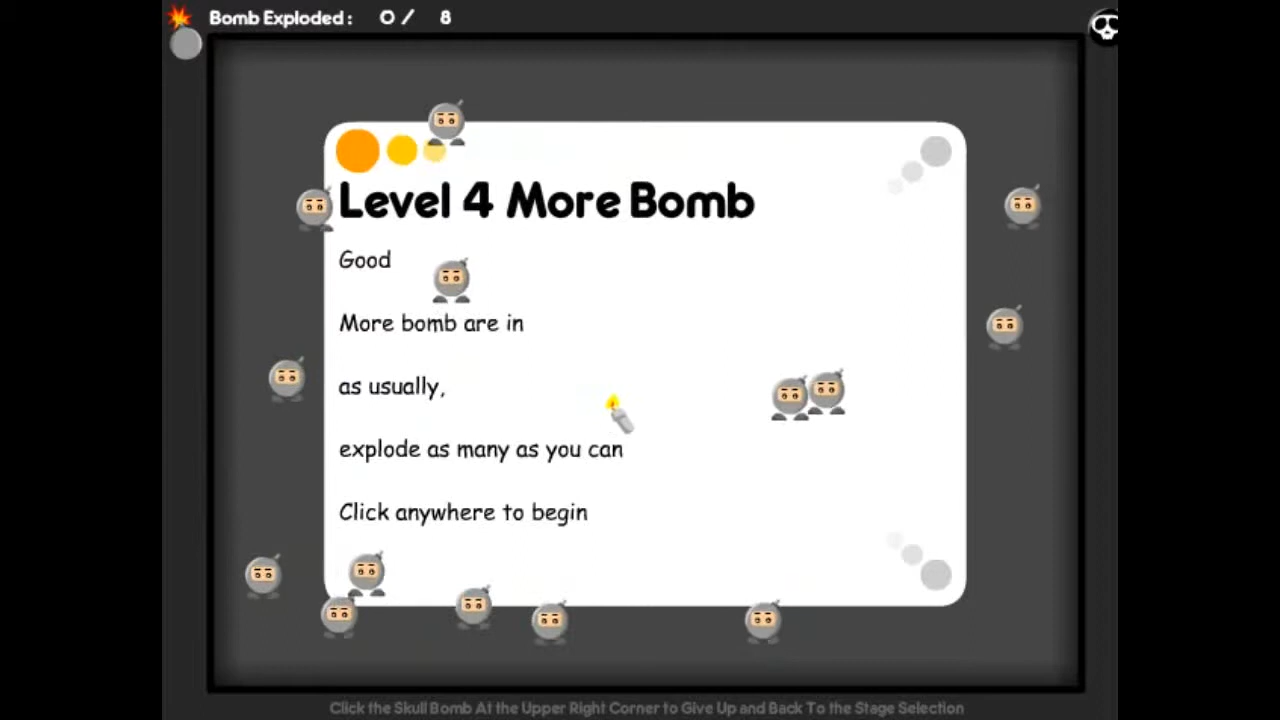 Bomb Exploded : 0 / 8
Level 4 More Bomb
Good
More bomb are in
as usually,
explode as many as you can
Click anywhere to begin
Click the Skull Bomb At the Upper Right Corner to Give Up and Back To the Stage Selection